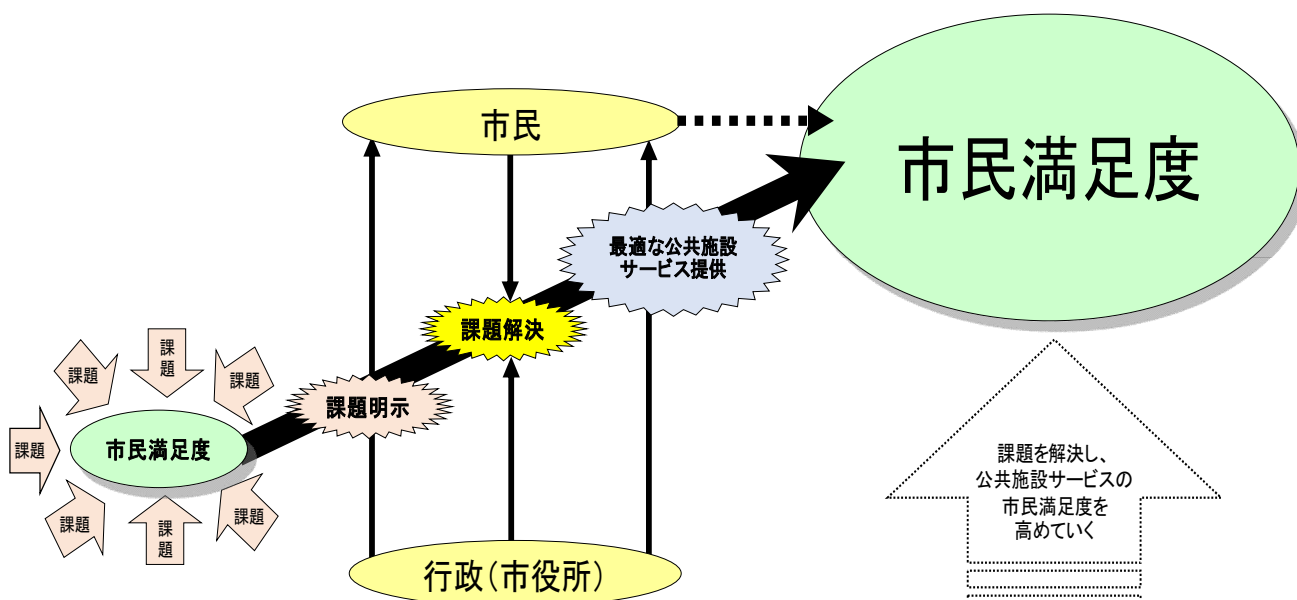 市民
市民満足度
最適な公共施設
サービス提供
課題解決
課題明示
課題
課題
課題
課題
市民満足度
課題
課題
課題
行政(市役所)
課題を解決し、
公共施設サービスの
市民満足度を
高めていく